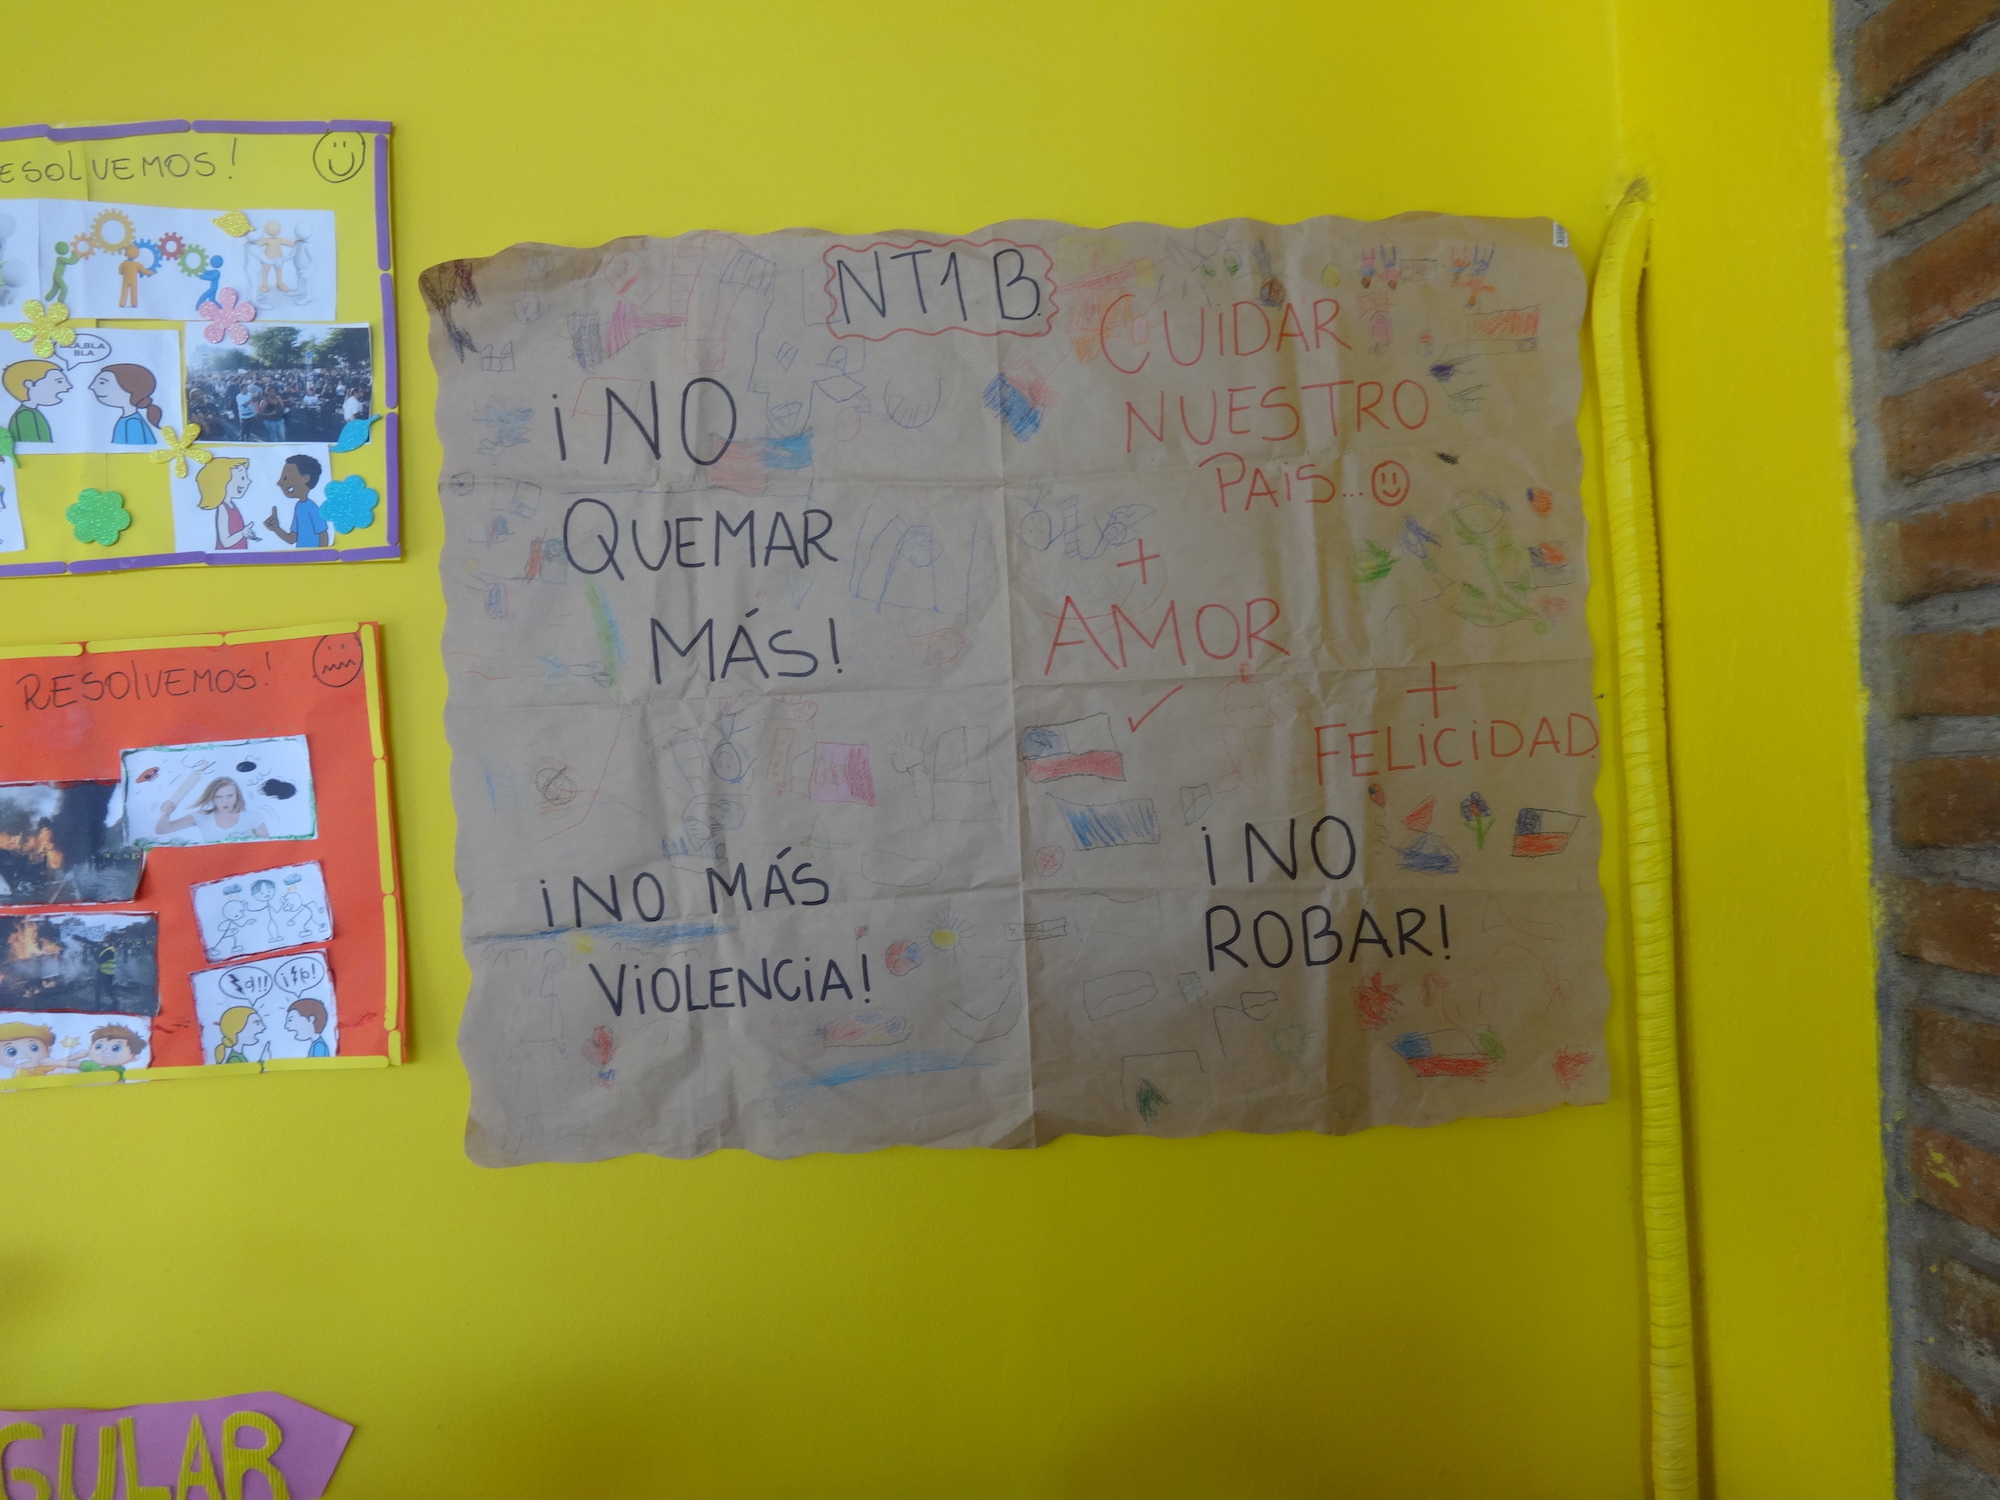 ESOLVEMOS!
BLA,BLA
BLA
RESOLVEMOS!
GULAR
NT1 B
¡NO
QUEMAR
MÁS!
¡NO MÁS
VIOLENCIA!
CUIDAR
NUESTRO
PAIS...
+
AMOR
+
FELICIDAD
¡NO
ROBAR!